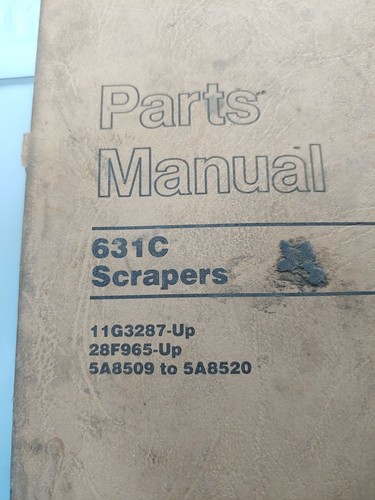 Parts
Manual
631C
Scrapers
11G3287-Up
28F965-Up
5A8509 to 5A8520